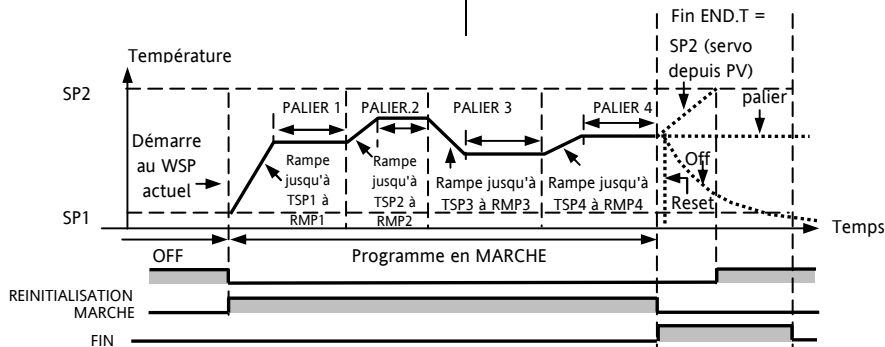 Fin END.T =
SP2 (servo
depuis PV)
Température
SP2
PALIER 1
PALIER.2
PALIER 3
PALIER 4
palier
Démarre
au WSP
actuel
Rampe
jusqu'à
TSP1 à
RMP1
Rampe
jusqu'à
TSP2 à
RMP2
Rampe jusqu'à
TSP3 à RMP3
Rampe jusqu'à
TSP4 à RMP4
Off
Reset
SP1
Temps
OFF
Programme en MARCHE
REINITIALISATION
MARCHE
FIN